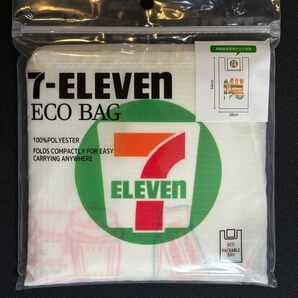 7-ELEVEN
ECO BAG
100%POLYESTER
FOLDS COMPACTLY FOR EASY
CARRYING ANYWHERE
7
ELEVEN
ECO
PACKABLE
BAG